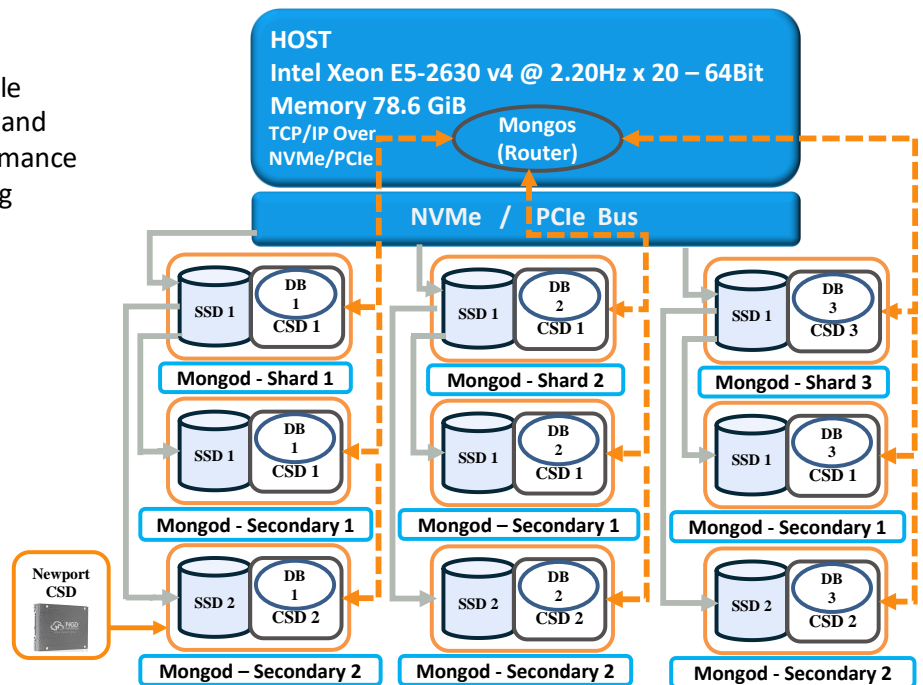 le
and
rmance
g
HOST
Intel Xeon E5-2630 v4 @ 2.20Hz x 20 – 64Bit
Memory 78.6 GiB
TCP/IP Over
NVMe/PCIe
Mongos
(Router)
NVMe / PCIe Bus
SSD 1
DB
1
CSD 1
Mongod - Shard 1
SSD 1
DB
2
CSD 1
Mongod - Shard 2
SSD 1
DB
3
CSD 3
Mongod - Shard 3
SSD 1
DB
1
CSD 1
Mongod - Secondary 1
SSD 1
DB
2
CSD 1
Mongod – Secondary 1
SSD 1
DB
3
CSD 1
Mongod - Secondary 1
Newport
CSD
NGD
SSD 2
DB
1
CSD 2
Mongod – Secondary 2
SSD 2
DB
2
CSD 2
Mongod - Secondary 2
SSD 2
DB
3
CSD 2
Mongod - Secondary 2